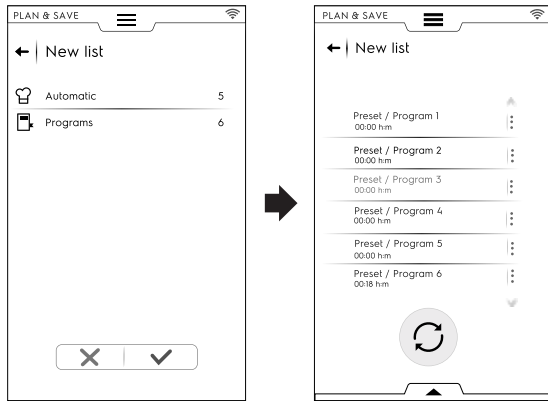 PLAN & SAVE
New list
Automatic 5
Programs 6
PLAN & SAVE
New list
Preset / Program 1
00:00 h:m
Preset / Program 2
00:00 h:m
Preset / Program 3
00:00 h:m
Preset / Program 4
00:00 h:m
Preset / Program 5
00:00 h:m
Preset / Program 6
00:18 h:m